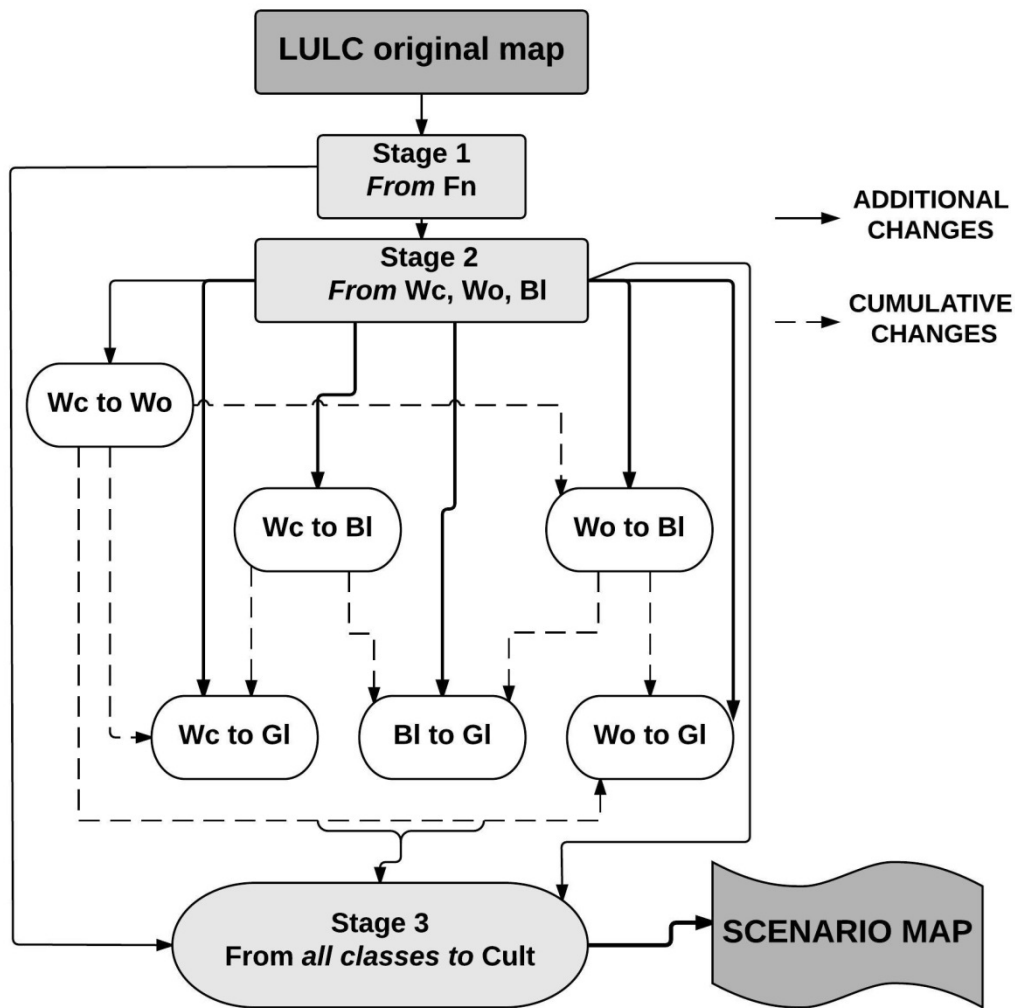 LULC original map
Stage 1
From Fn
ADDITIONAL
CHANGES
Stage 2
From Wc, Wo, Bl
CUMULATIVE
CHANGES
Wc to Wo
Wc to Bl
Wo to Bl
Wc to Gl
Bl to Gl
Wo to Gl
Stage 3
From all classes to Cult
SCENARIO MAP